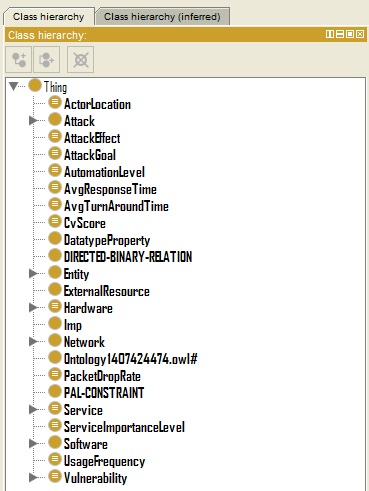 Class hierarchy
Class hierarchy (inferred)
Class hierarchy:
Thing
ActorLocation
Attack
AttackEffect
AttackGoal
AutomationLevel
AvgResponseTime
AvgTurnAroundTime
CvScore
DatatypeProperty
DIRECTED-BINARY-RELATION
Entity
ExternalResource
Hardware
Imp
Network
Ontology1407424474.owl#
PacketDropRate
PAL-CONSTRAINT
Service
ServiceImportanceLevel
Software
UsageFrequency
Vulnerability